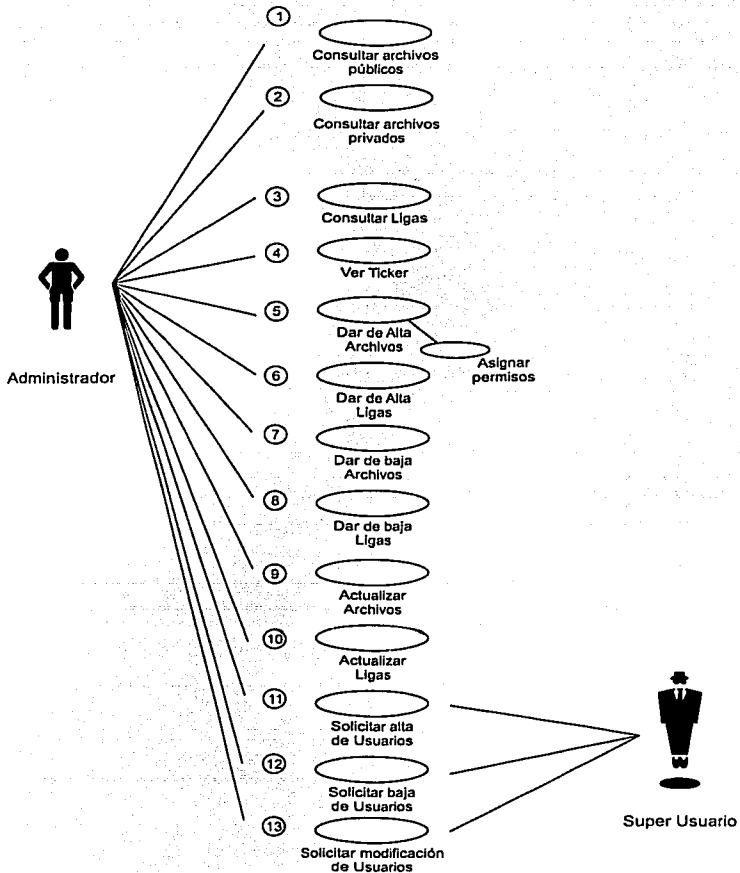 1
Consultar archivos
públicos
2
Consultar archivos
privados
3
Consultar Ligas
4
Ver Ticker
5
Dar de Alta
Archivos
Asignar
permisos
6
Dar de Alta
Ligas
Administrador
7
Dar de baja
Archivos
8
Dar de baja
Ligas
9
Actualizar
Archivos
10
Actualizar
Ligas
11
Solicitar alta
de Usuarios
12
Solicitar baja
de Usuarios
Super Usuario
13
Solicitar modificación
de Usuarios